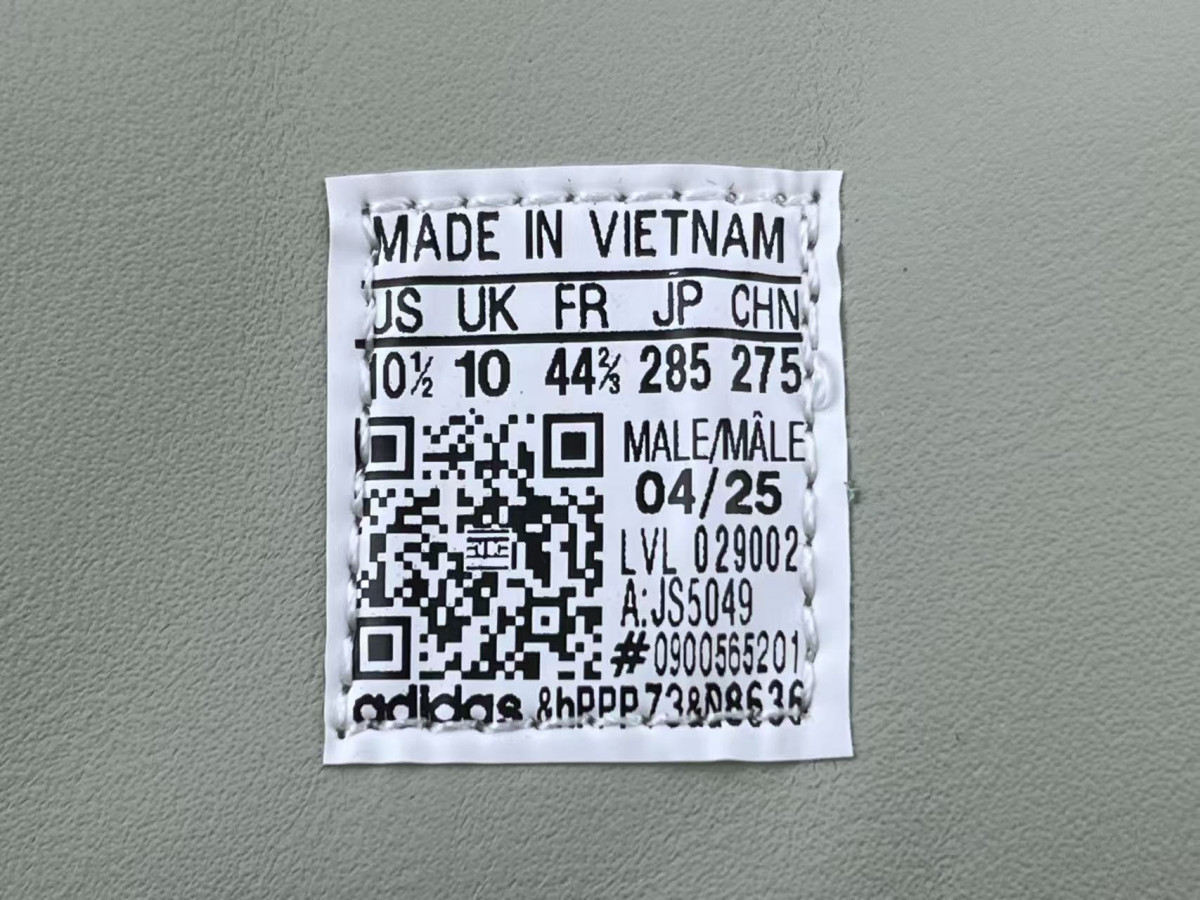 MADE IN VIETNAM
US UK FR JP CHN
10½ 10 44⅔ 285 275
MALE/MÂLE
04/25
LVL 029002
A:JS5049
#0900565201
adidas